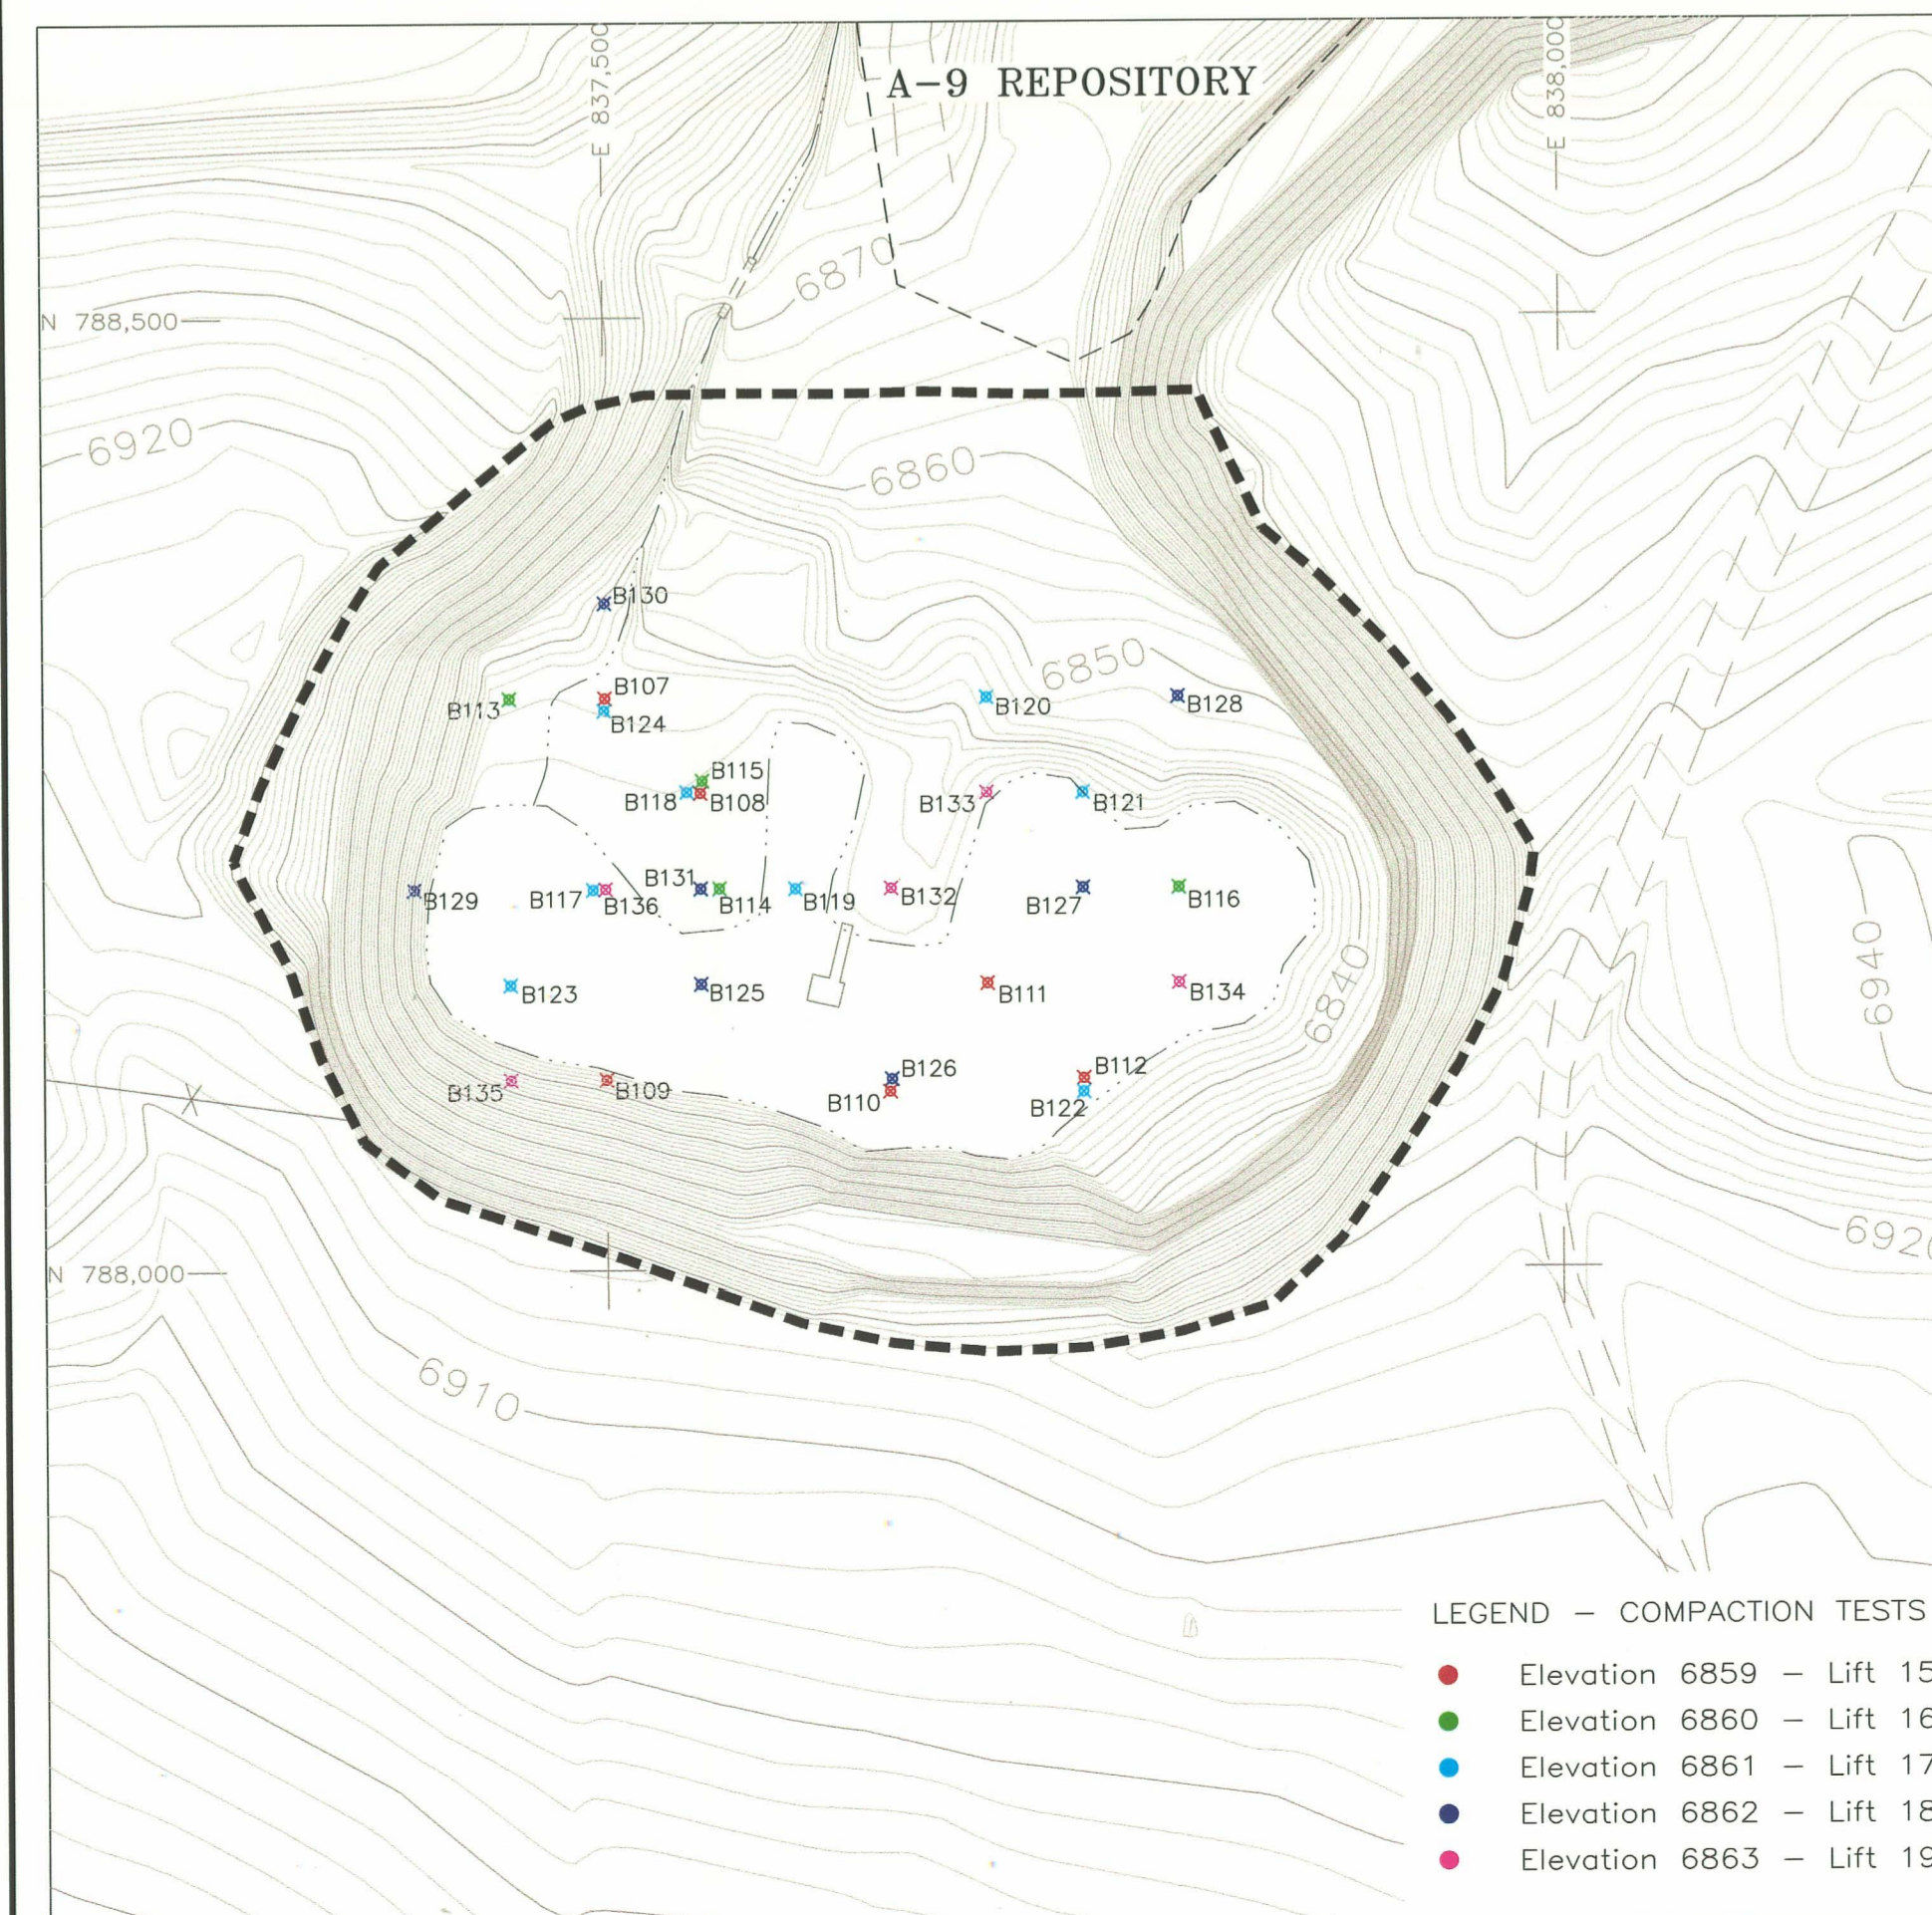 E 837,500
A-9 REPOSITORY
E 838,000
6870
N 788,500
6920
6860
B130
6850
B107
B113
B120
B128
B124
B115
B118
B108
B133
B121
B131
B129
B117
B136
B114
B119
B132
B127
B116
6940
6840
B123
B125
B111
B134
B126
B112
B135
B109
B110
B122
X
6920
N 788,000
6910
LEGEND - COMPACTION TESTS
Elevation 6859 - Lift 15
Elevation 6860 - Lift 16
Elevation 6861 - Lift 17
Elevation 6862 - Lift 18
Elevation 6863 - Lift 19